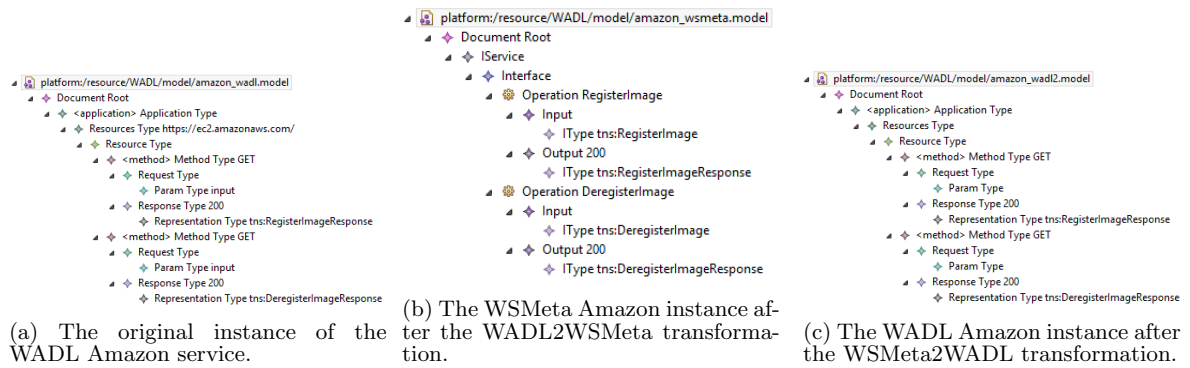 platform:/resource/WADL/model/amazon_wadl.model
Document Root
<application> Application Type
Resources Type https://ec2.amazonaws.com/
Resource Type
<method> Method Type GET
Request Type
Param Type input
Response Type 200
Representation Type tns:RegisterImageResponse
<method> Method Type GET
Request Type
Param Type input
Response Type 200
Representation Type tns:DeregisterImageResponse
(a) The original instance of the
WADL Amazon service.
platform:/resource/WADL/model/amazon_wsmeta.model
Document Root
IService
Interface
Operation RegisterImage
Input
IType tns:RegisterImage
Output 200
IType tns:RegisterImageResponse
Operation DeregisterImage
Input
IType tns:DeregisterImage
Output 200
IType tns:DeregisterImageResponse
(b) The WSMeta Amazon instance af-
ter the WADL2WSMeta transforma-
tion.
platform:/resource/WADL/model/amazon_wadl2.model
Document Root
<application> Application Type
Resources Type
Resource Type
<method> Method Type GET
Request Type
Param Type
Response Type 200
Representation Type tns:RegisterImageResponse
<method> Method Type GET
Request Type
Param Type
Response Type 200
Representation Type tns:DeregisterImageResponse
(c) The WADL Amazon instance after
the WSMeta2WADL transformation.